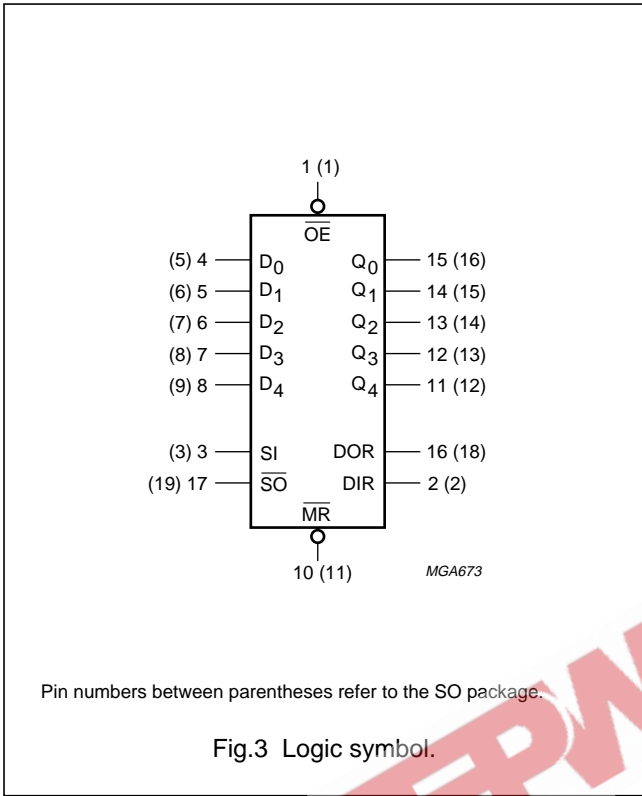 1 (1)
OE
(5) 4 D0 Q0 15 (16)
(6) 5 D1 Q1 14 (15)
(7) 6 D2 Q2 13 (14)
(8) 7 D3 Q3 12 (13)
(9) 8 D4 Q4 11 (12)
(3) 3 SI DOR 16 (18)
(19) 17 SO DIR 2 (2)
MR
10 (11) MGA673
Pin numbers between parentheses refer to the SO package.
Fig.3 Logic symbol.